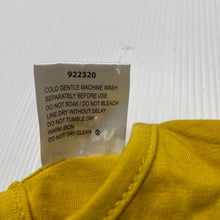 922320
COLD GENTLE MACHINE WASH
SEPARATELY BEFORE USE
DO NOT SOAK / DO NOT BLEACH
LINE DRY WITHOUT DELAY
DO NOT TUMBLE DRY
WARM IRON
DO NOT DRY CLEAN